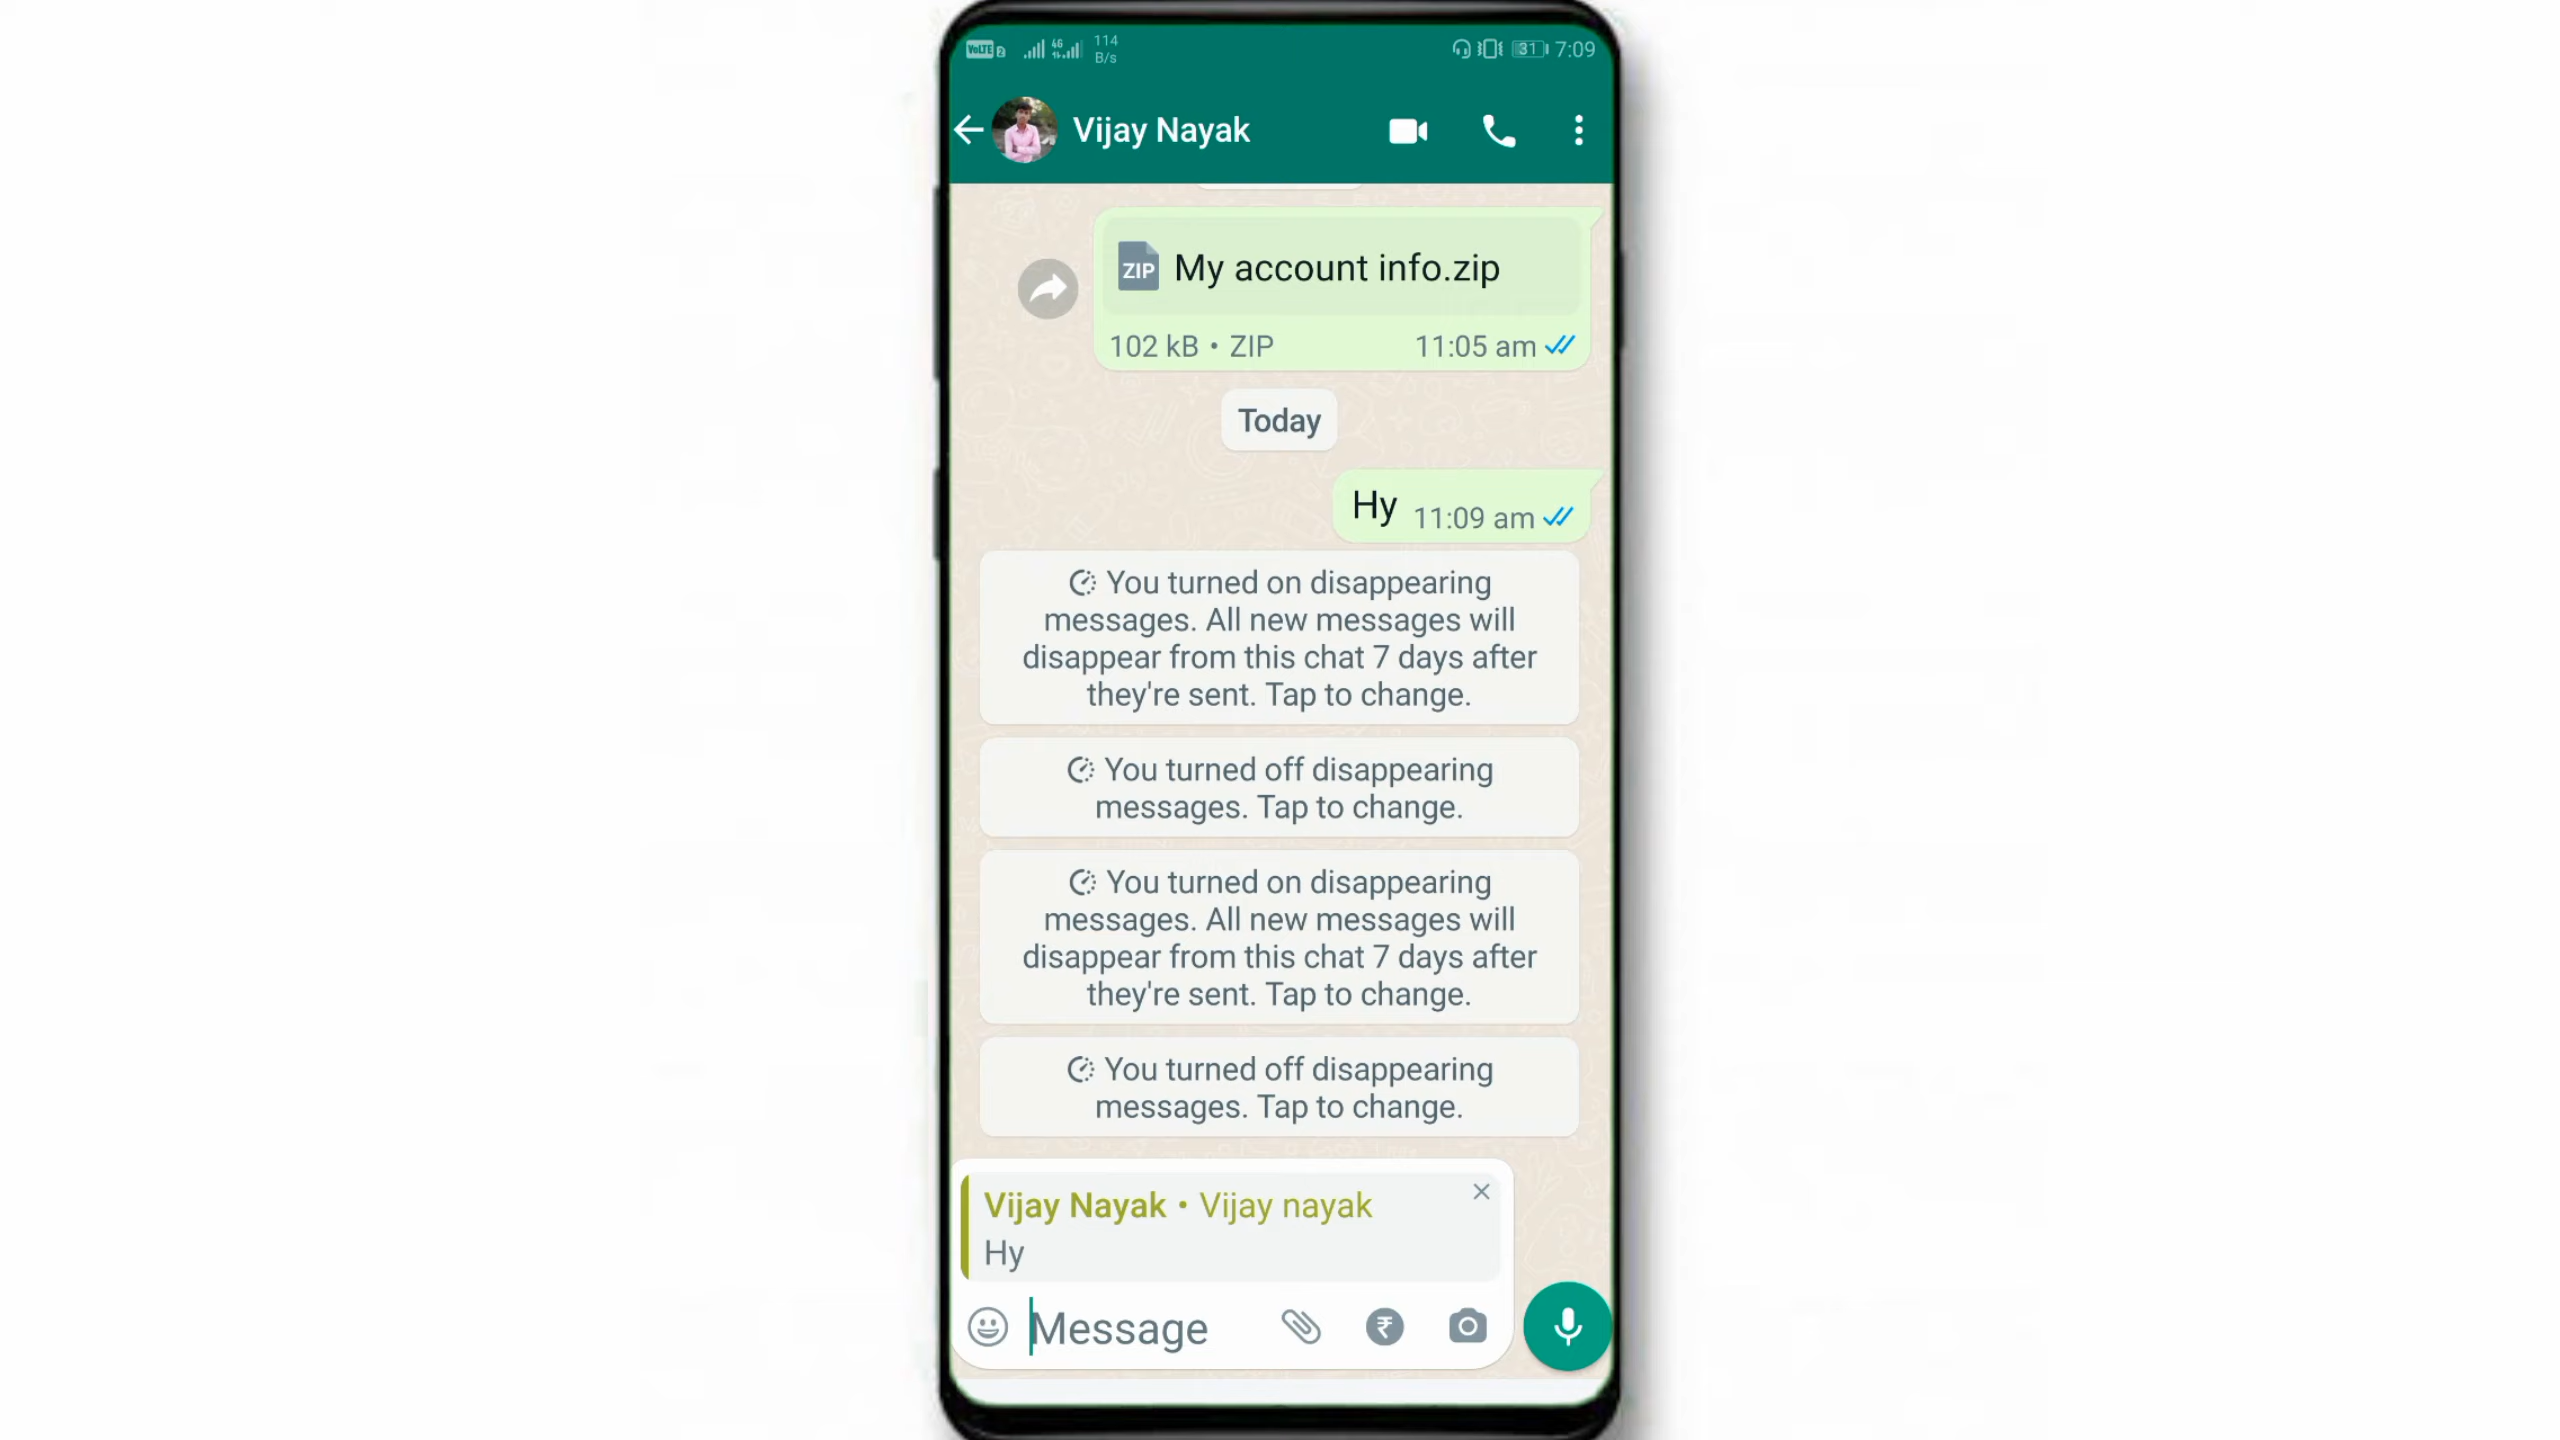 VoLTE 2 4G 114 B/s 31 7:09
Vijay Nayak
ZIP My account info.zip
102 kB • ZIP 11:05 am
Today
Hy 11:09 am
You turned on disappearing
messages. All new messages will
disappear from this chat 7 days after
they're sent. Tap to change.
You turned off disappearing
messages. Tap to change.
You turned on disappearing
messages. All new messages will
disappear from this chat 7 days after
they're sent. Tap to change.
You turned off disappearing
messages. Tap to change.
Vijay Nayak • Vijay nayak
Hy
Message